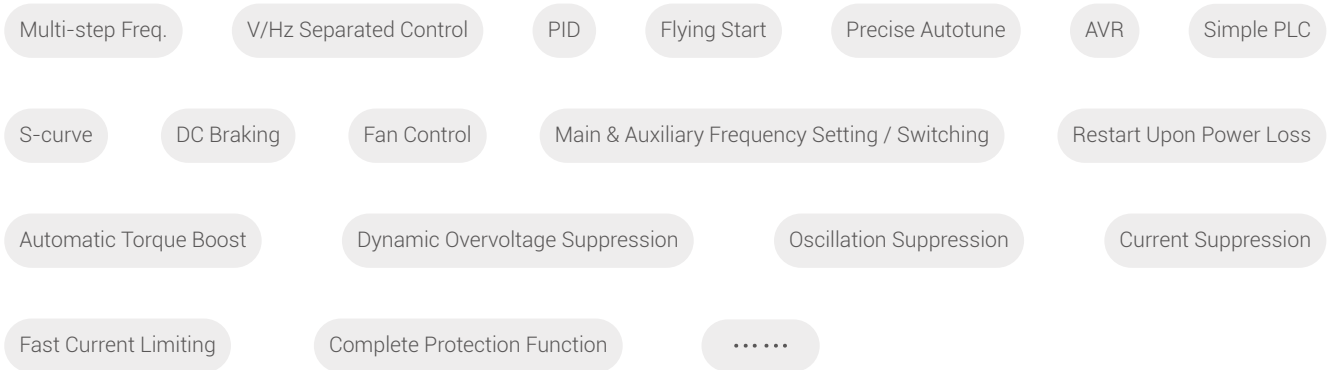 Multi-step Freq. V/Hz Separated Control PID Flying Start Precise Autotune AVR Simple PLC
S-curve DC Braking Fan Control Main & Auxiliary Frequency Setting / Switching Restart Upon Power Loss
Automatic Torque Boost Dynamic Overvoltage Suppression Oscillation Suppression Current Suppression
Fast Current Limiting Complete Protection Function ······